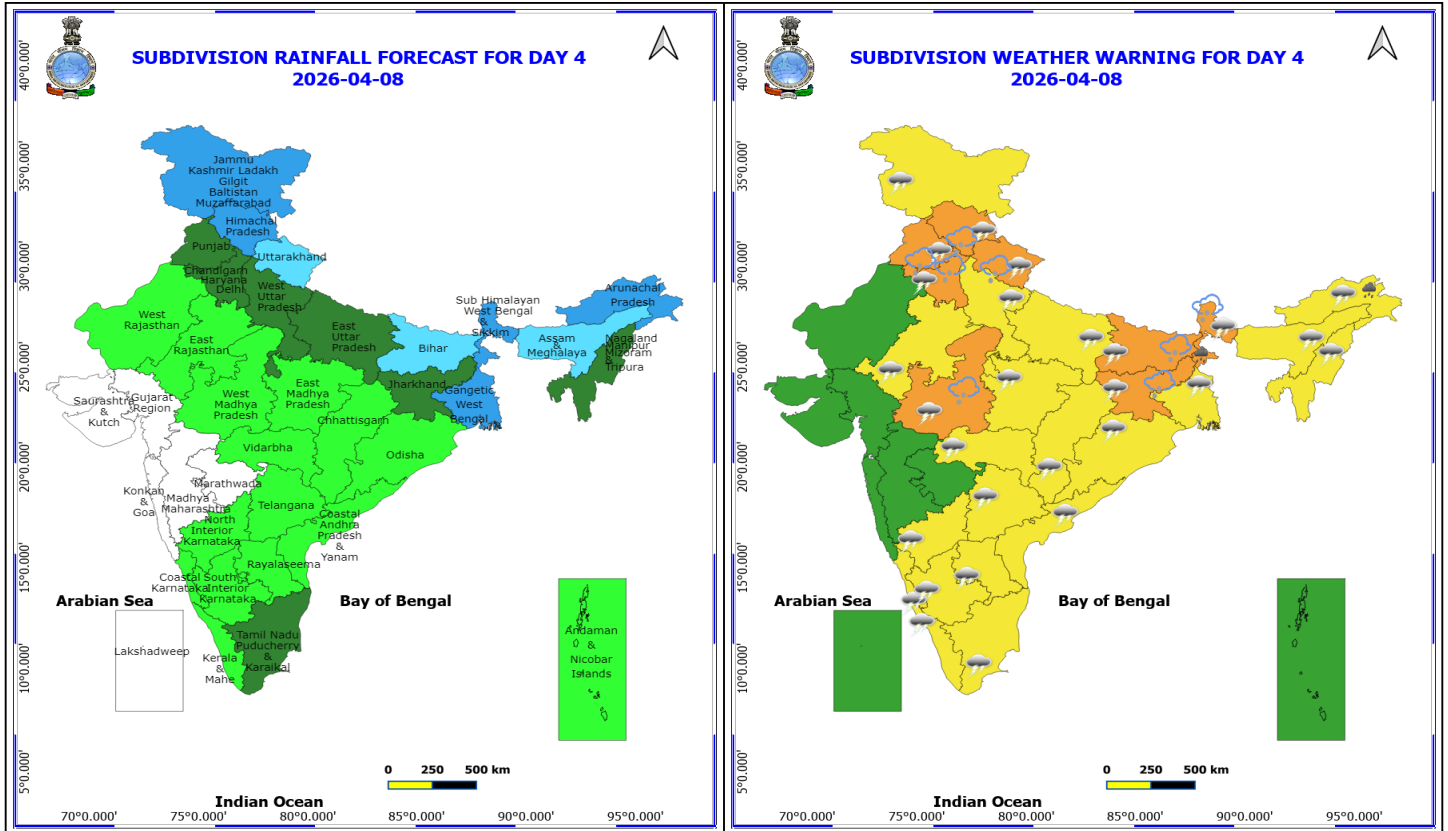 SUBDIVISION RAINFALL FORECAST FOR DAY 4
2026-04-08
40°0.000'
35°0.000'
30°0.000'
25°0.000'
20°0.000'
15°0.000'
10°0.000'
5°0.000'
Jammu
Kashmir Ladakh
Gilgit
Baltistan
Muzaffarabad
Himachal
Pradesh
Punjab
Uttarakhand
Chandigarh
Haryana
Delhi
West
Uttar
Pradesh
West
Rajasthan
East
Rajasthan
East
Uttar
Pradesh
Bihar
Sub Himalayan
West Bengal
&
Sikkim
Arunachal
Pradesh
Assam
&
Meghalaya
Nagaland
Manipur
Mizoram
&
Tripura
Jharkhand
Gangetic
West
Bengal
Saurashtra
&
Kutch
Gujarat
Region
West
Madhya
Pradesh
East
Madhya
Pradesh
Chhattisgarh
Vidarbha
Odisha
Konkan
&
Goa
Madhya
Maharashtra
Marathwada
Telangana
North
Interior
Karnataka
Coastal
Andhra
Pradesh
&
Yanam
Rayalaseema
Coastal
Karnataka
South
Interior
Karnataka
Arabian Sea
Bay of Bengal
Lakshadweep
Kerala
&
Mahe
Tamil Nadu
Puducherry
&
Karaikal
Andaman
&
Nicobar
Islands
0 250 500 km
Indian Ocean
70°0.000' 75°0.000' 80°0.000' 85°0.000' 90°0.000' 95°0.000'
SUBDIVISION WEATHER WARNING FOR DAY 4
2026-04-08
40°0.000'
35°0.000'
30°0.000'
25°0.000'
20°0.000'
15°0.000'
10°0.000'
5°0.000'
Arabian Sea
Bay of Bengal
0 250 500 km
Indian Ocean
70°0.000' 75°0.000' 80°0.000' 85°0.000' 90°0.000' 95°0.000'